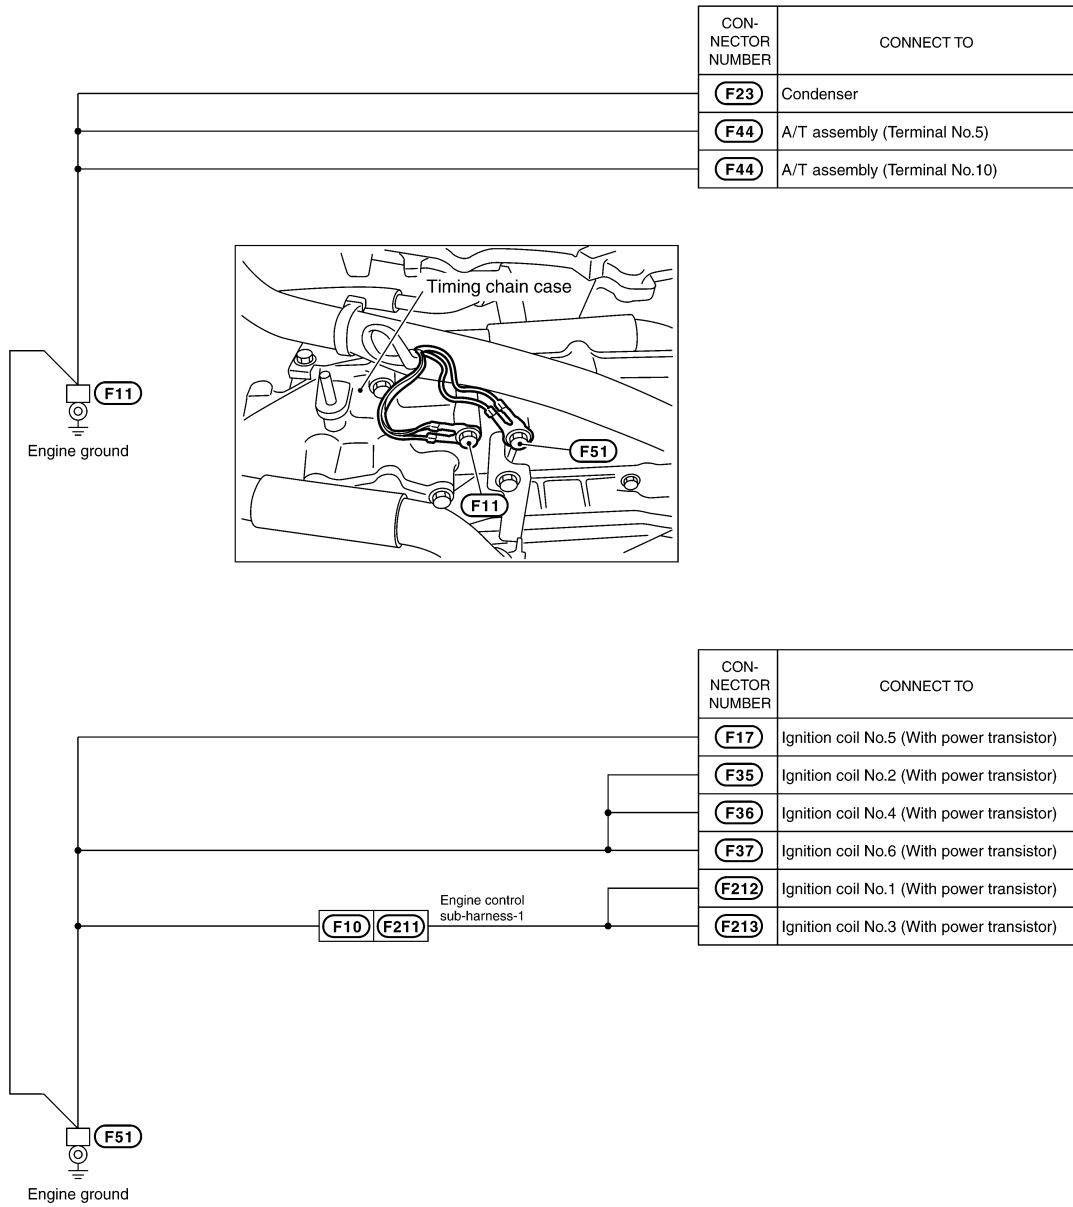 CON-
NECTOR
NUMBER
CONNECT TO
F23 Condenser
F44 A/T assembly (Terminal No.5)
F44 A/T assembly (Terminal No.10)
Timing chain case
F11
Engine ground
F51
F11
CON-
NECTOR
NUMBER
CONNECT TO
F17 Ignition coil No.5 (With power transistor)
F35 Ignition coil No.2 (With power transistor)
F36 Ignition coil No.4 (With power transistor)
F37 Ignition coil No.6 (With power transistor)
F212 Ignition coil No.1 (With power transistor)
Engine control
sub-harness-1
F10 F211
F213 Ignition coil No.3 (With power transistor)
F51
Engine ground